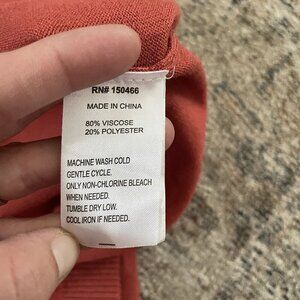 RN# 150466
MADE IN CHINA
80% VISCOSE
20% POLYESTER
MACHINE WASH COLD
GENTLE CYCLE.
ONLY NON-CHLORINE BLEACH
WHEN NEEDED.
TUMBLE DRY LOW.
COOL IRON IF NEEDED.